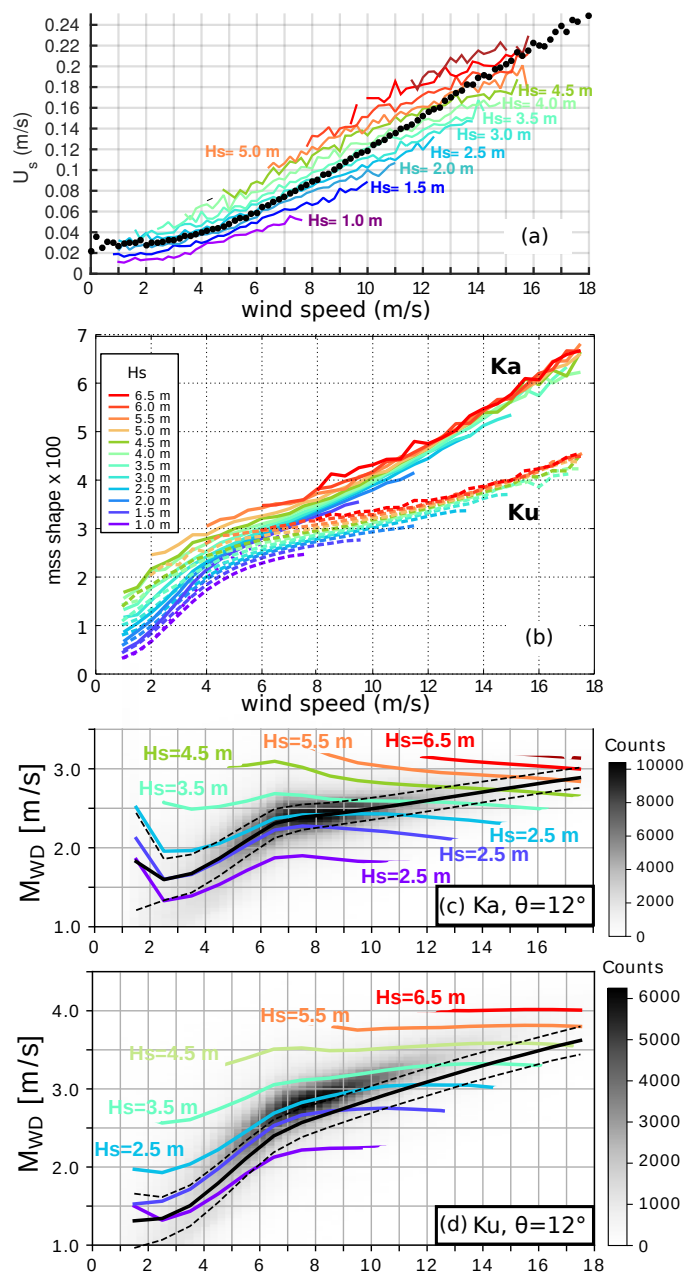 0.24
0.22
0.2
0.18
0.16
0.14
0.12
0.1
0.08
0.06
0.04
0.02
0
U_s (m/s)
Hs= 5.0 m
Hs= 4.5 m
Hs= 4.0 m
Hs= 3.5 m
Hs= 3.0 m
Hs= 2.5 m
Hs= 2.0 m
Hs= 1.5 m
Hs= 1.0 m
(a)
0 2 4 6 8 10 12 14 16 18
wind speed (m/s)
7
6
5
4
3
2
1
0
mss shape x 100
Hs
6.5 m
6.0 m
5.5 m
5.0 m
4.5 m
4.0 m
3.5 m
3.0 m
2.5 m
2.0 m
1.5 m
1.0 m
Ka
Ku
(b)
0 2 4 6 8 10 12 14 16 18
wind speed (m/s)
3.0
2.0
1.0
M_WD [m/s]
Hs=4.5 m
Hs=5.5 m
Hs=6.5 m
Hs=3.5 m
Hs=2.5 m
Hs=2.5 m
Hs=2.5 m
(c) Ka, θ=12°
0 2 4 6 8 10 12 14 16
Counts
10000
8000
6000
4000
2000
0
4.0
3.0
2.0
1.0
M_WD [m/s]
Hs=6.5 m
Hs=5.5 m
Hs=4.5 m
Hs=3.5 m
Hs=2.5 m
(d) Ku, θ=12°
0 2 4 6 8 10 12 14 16 18
Counts
6000
5000
4000
3000
2000
1000
0